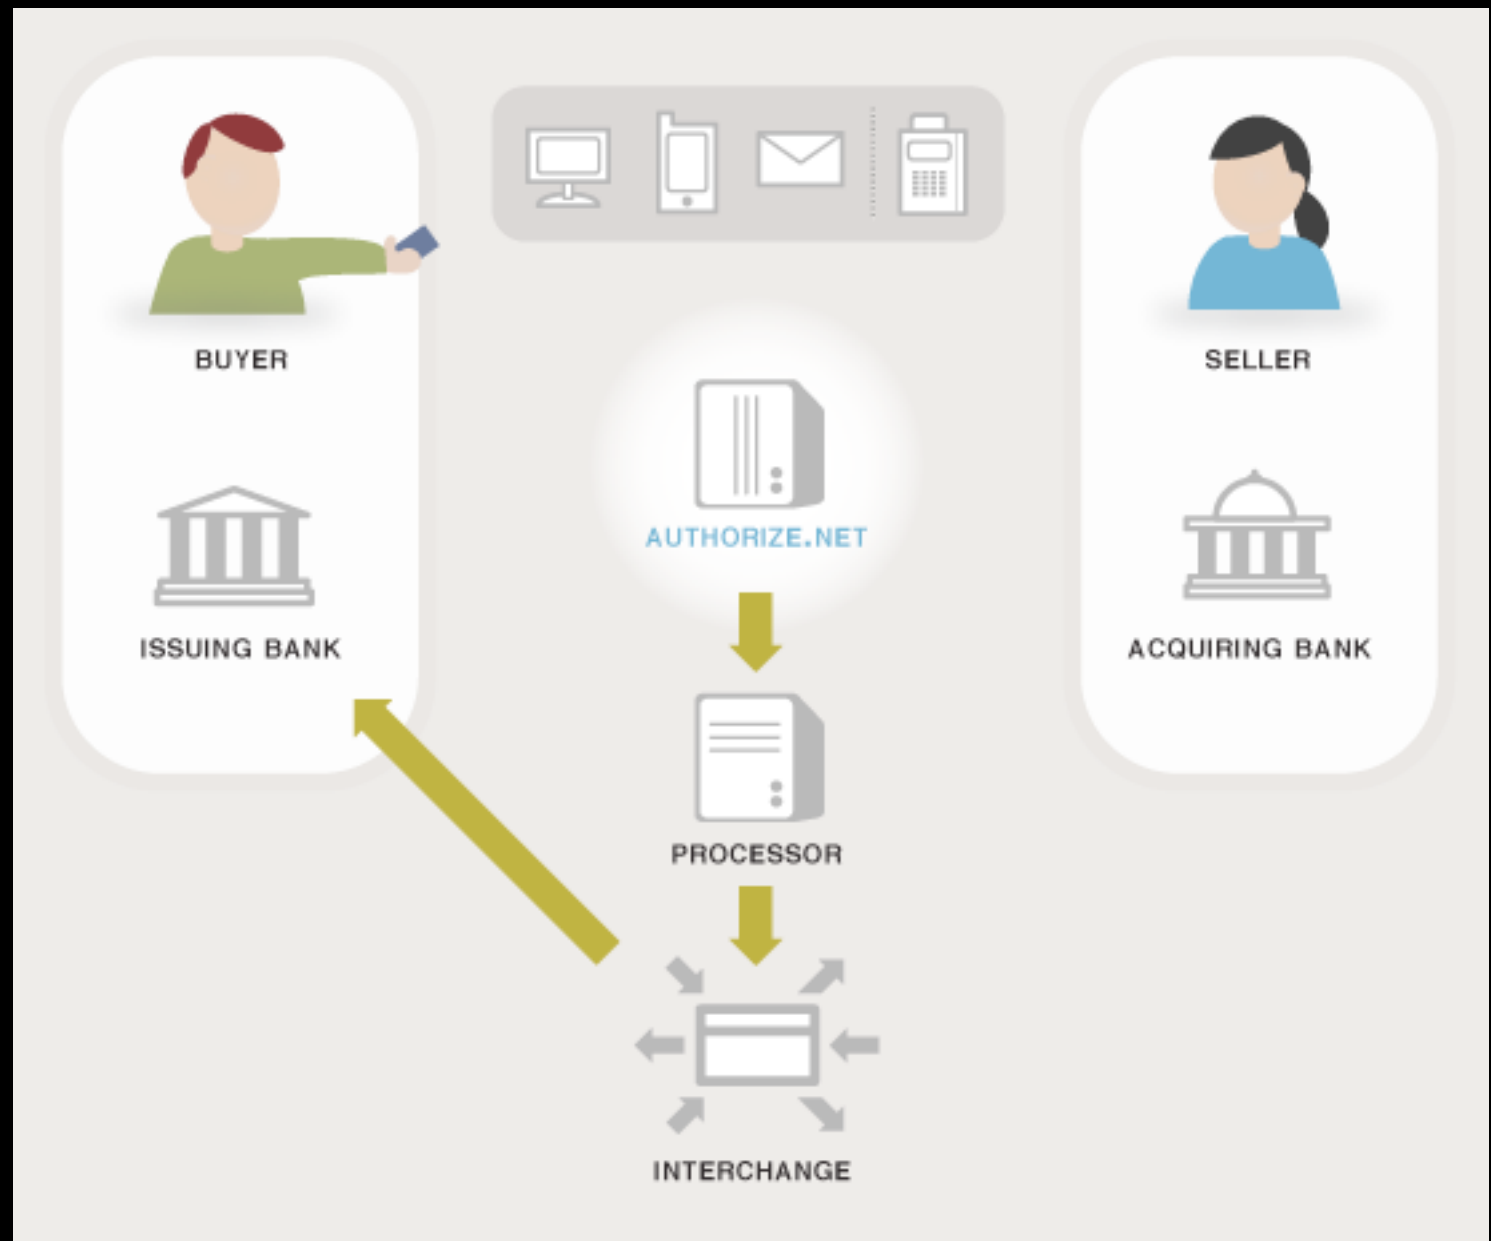 BUYER
SELLER
AUTHORIZE.NET
ISSUING BANK
ACQUIRING BANK
PROCESSOR
INTERCHANGE